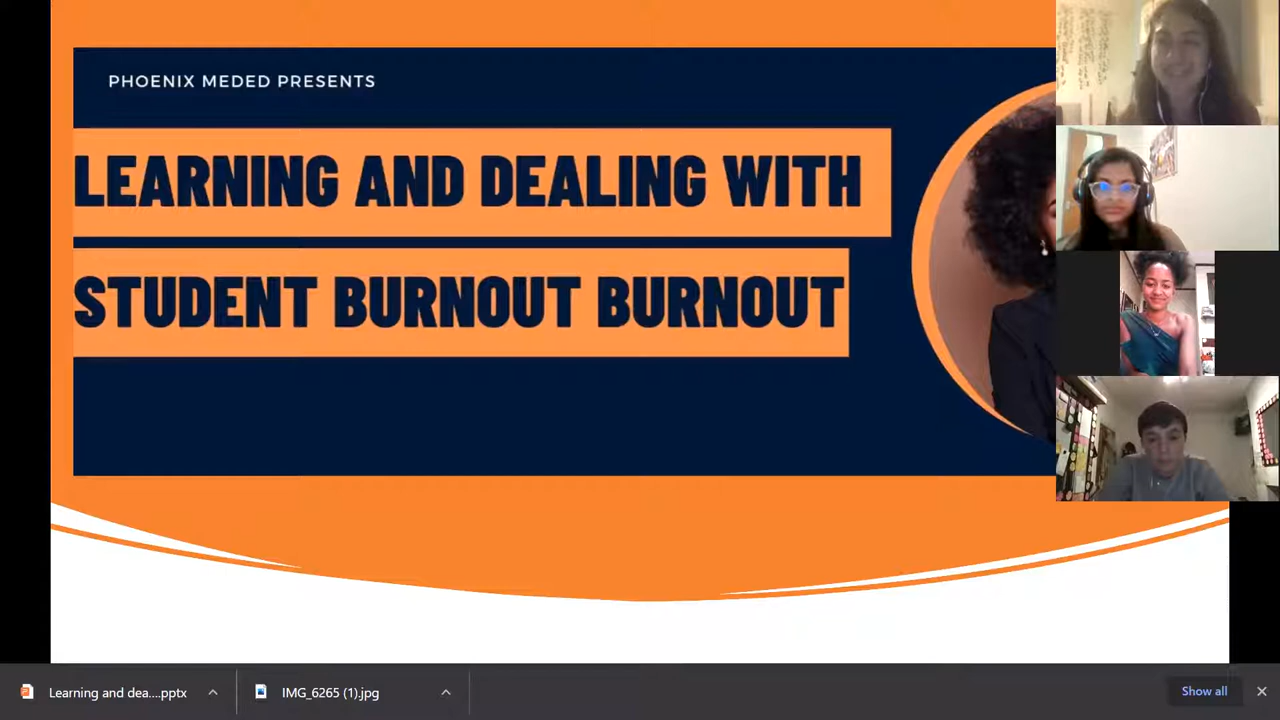 PHOENIX MEDED PRESENTS
LEARNING AND DEALING WITH
STUDENT BURNOUT BURNOUT
Learning and dea....pptx
IMG_6265 (1).jpg
Show all